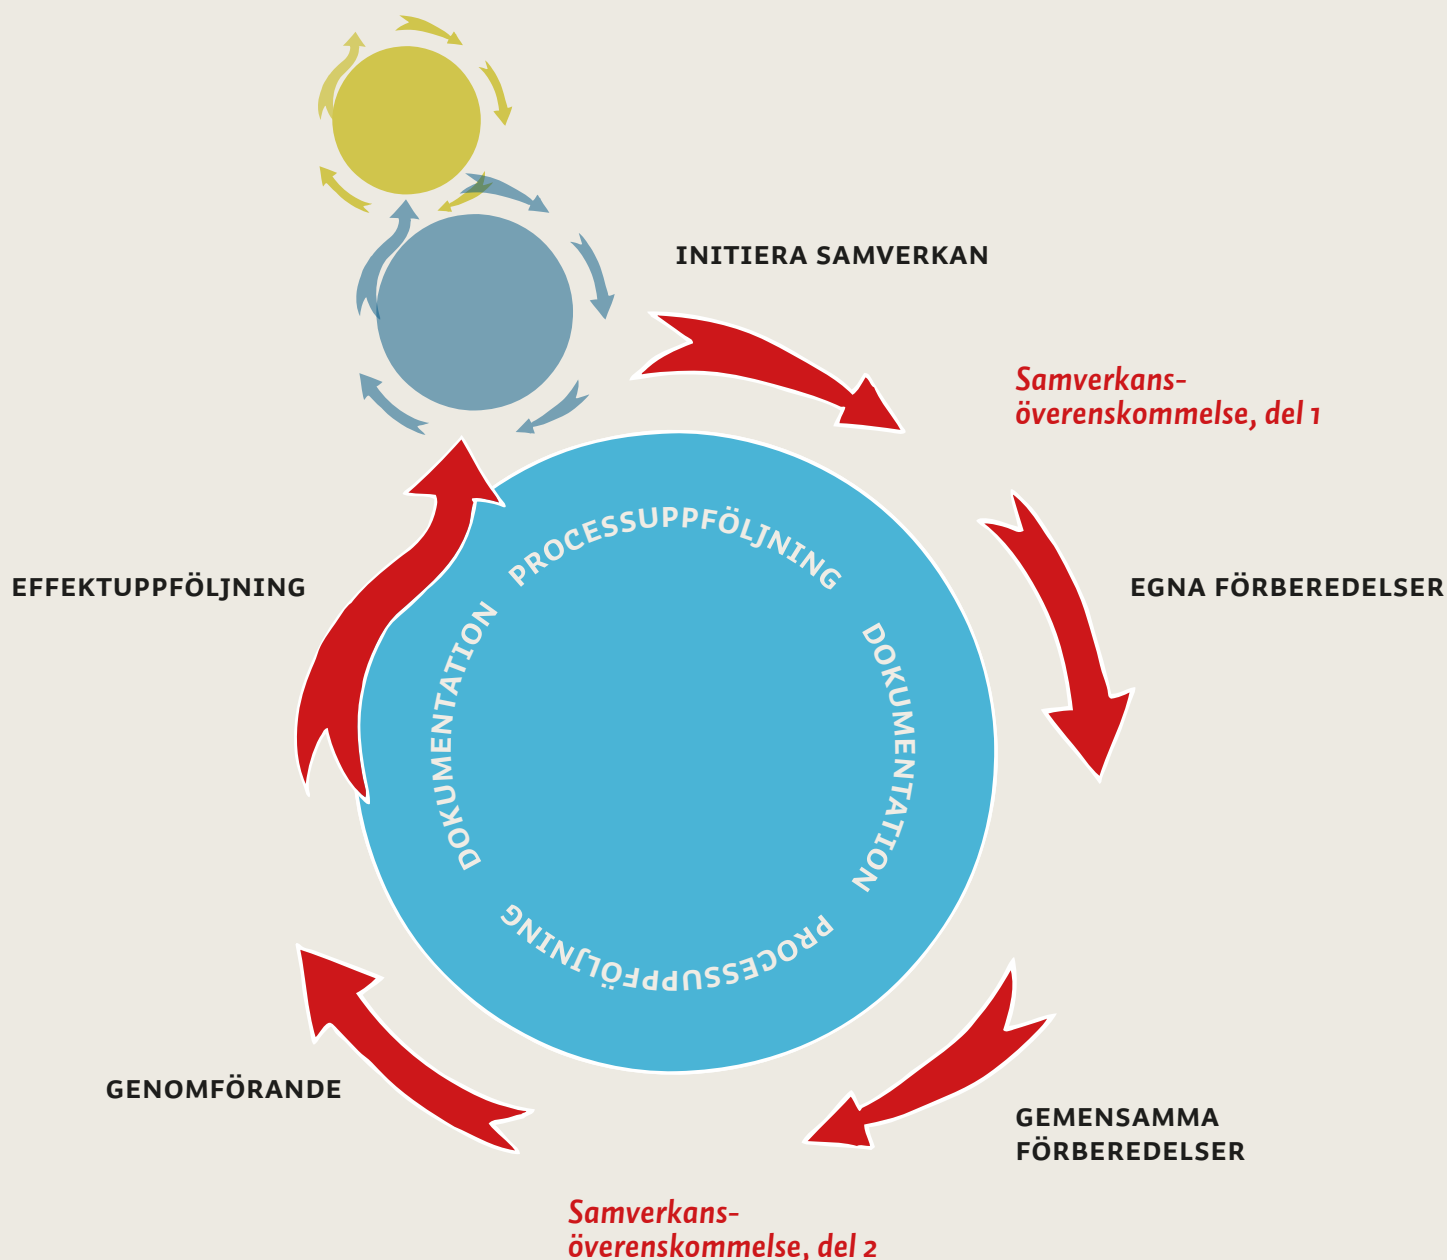 INITIERA SAMVERKAN
Samverkans-
överenskommelse, del 1
EFFEKTUPPFÖLJNING
EGNA FÖRBEREDELSER
PROCESSUPPFÖLJNING
DOKUMENTATION
PROCESSUPPFÖLJNING
DOKUMENTATION
GENOMFÖRANDE
GEMENSAMMA
FÖRBEREDELSER
Samverkans-
överenskommelse, del 2